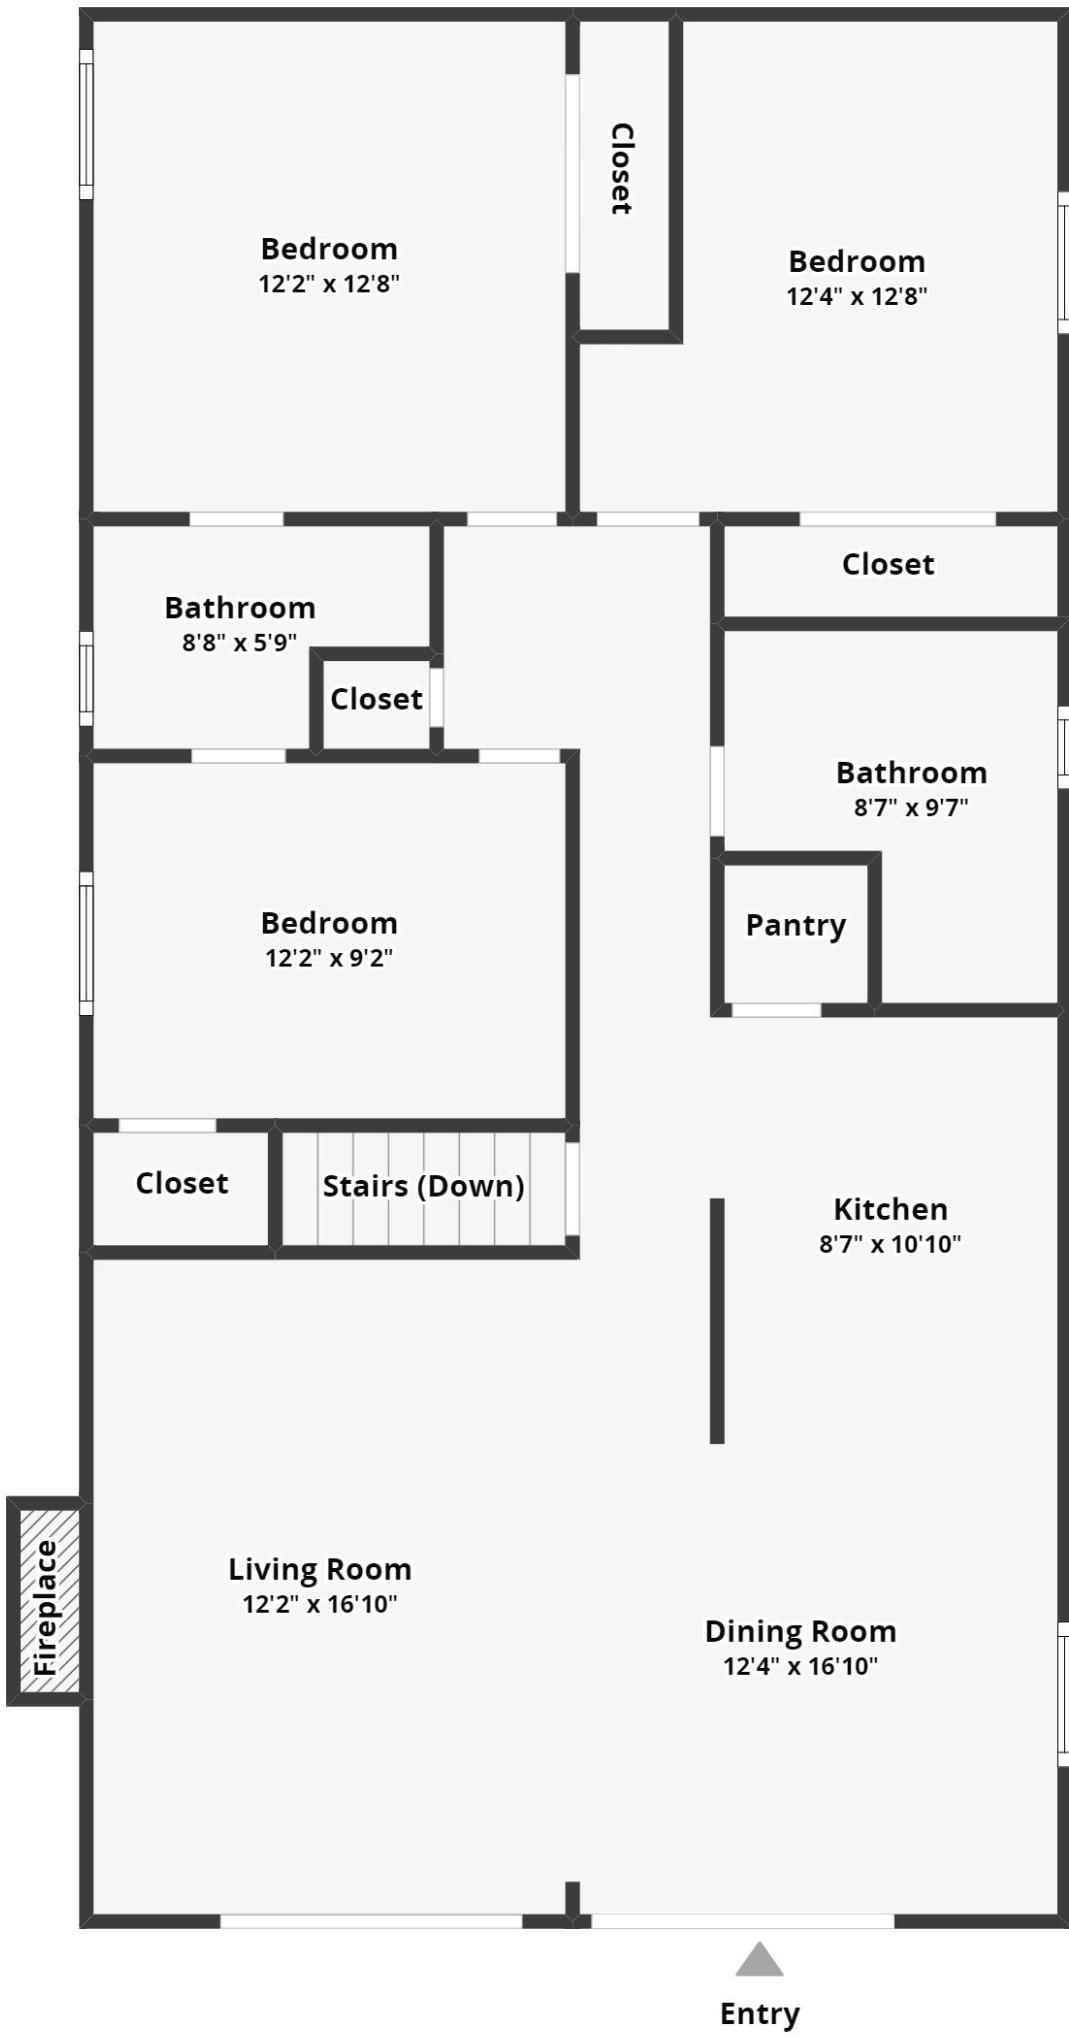 Closet
Bedroom
12'2" x 12'8"
Bedroom
12'4" x 12'8"
Closet
Bathroom
8'8" x 5'9"
Closet
Bathroom
8'7" x 9'7"
Bedroom
12'2" x 9'2"
Pantry
Closet
Stairs (Down)
Kitchen
8'7" x 10'10"
Fireplace
Living Room
12'2" x 16'10"
Dining Room
12'4" x 16'10"
Entry